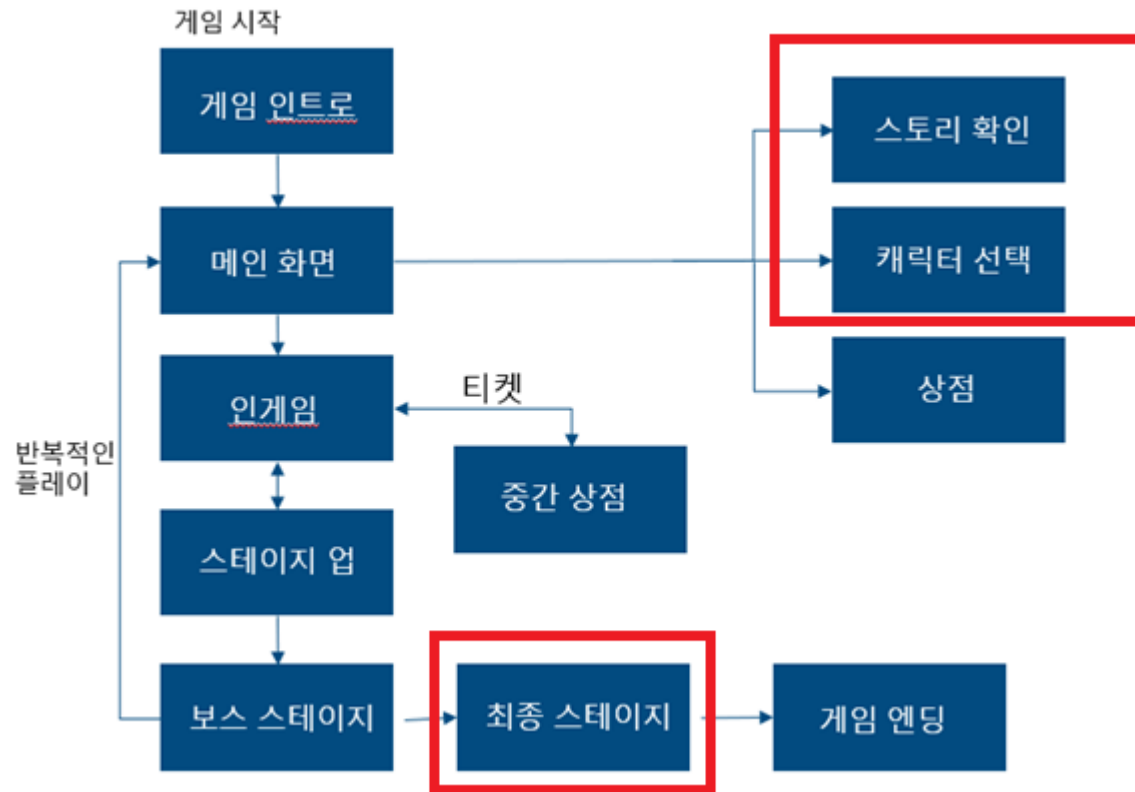 게임 시작
게임 인트로
스토리 확인
메인 화면
캐릭터 선택
인게임
티켓
상점
반복적인
플레이
중간 상점
스테이지 업
보스 스테이지
최종 스테이지
게임 엔딩